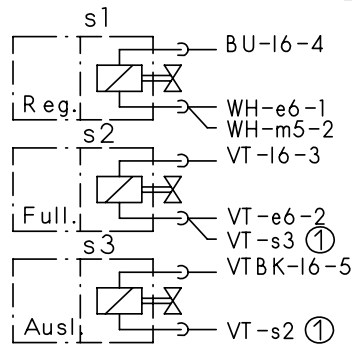 s1
BU-16-4
Reg.
WH-e6-1
WH-m5-2
s2
VT-16-3
Full.
VT-e6-2
VT-s3 ①
s3
VTBK-16-5
Ausl.
VT-s2 ①